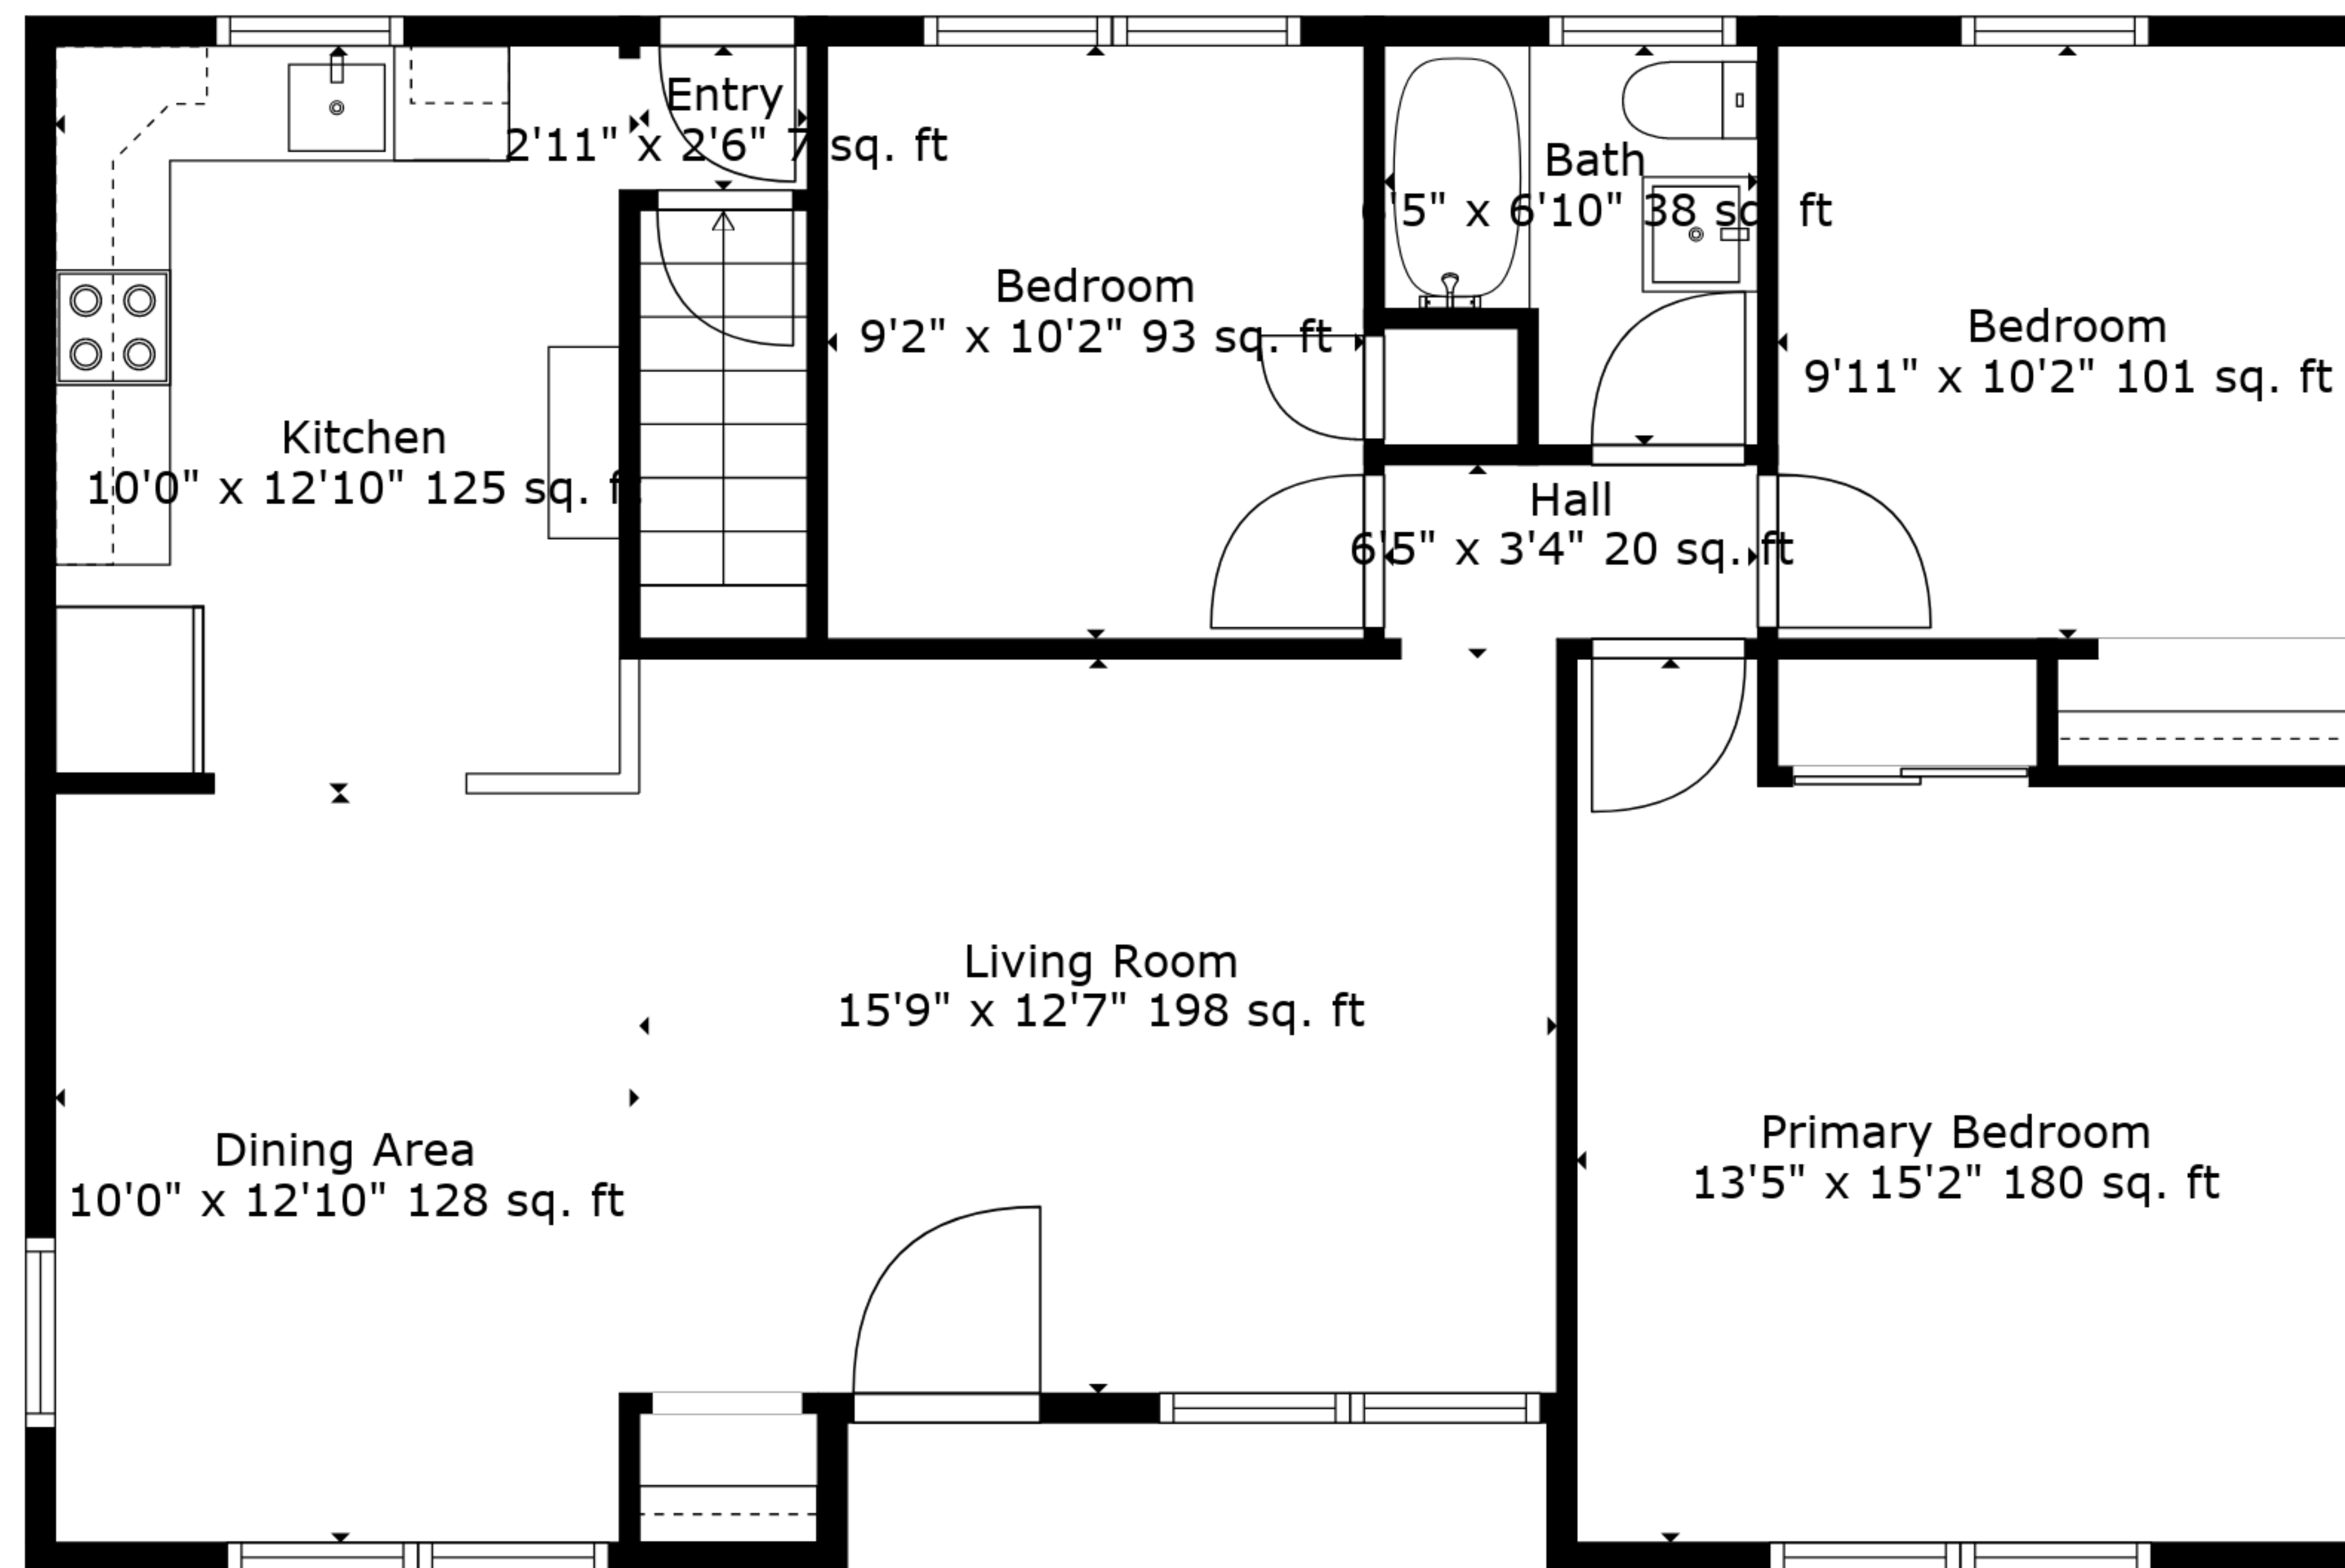 Entry
2'11" x 2'6" 7 sq. ft
Bath
'5" x 6'10" 38 sq. ft
Bedroom
9'2" x 10'2" 93 sq. ft
Bedroom
9'11" x 10'2" 101 sq. ft
Kitchen
10'0" x 12'10" 125 sq. ft
Hall
6'5" x 3'4" 20 sq. ft
Living Room
15'9" x 12'7" 198 sq. ft
Dining Area
10'0" x 12'10" 128 sq. ft
Primary Bedroom
13'5" x 15'2" 180 sq. ft